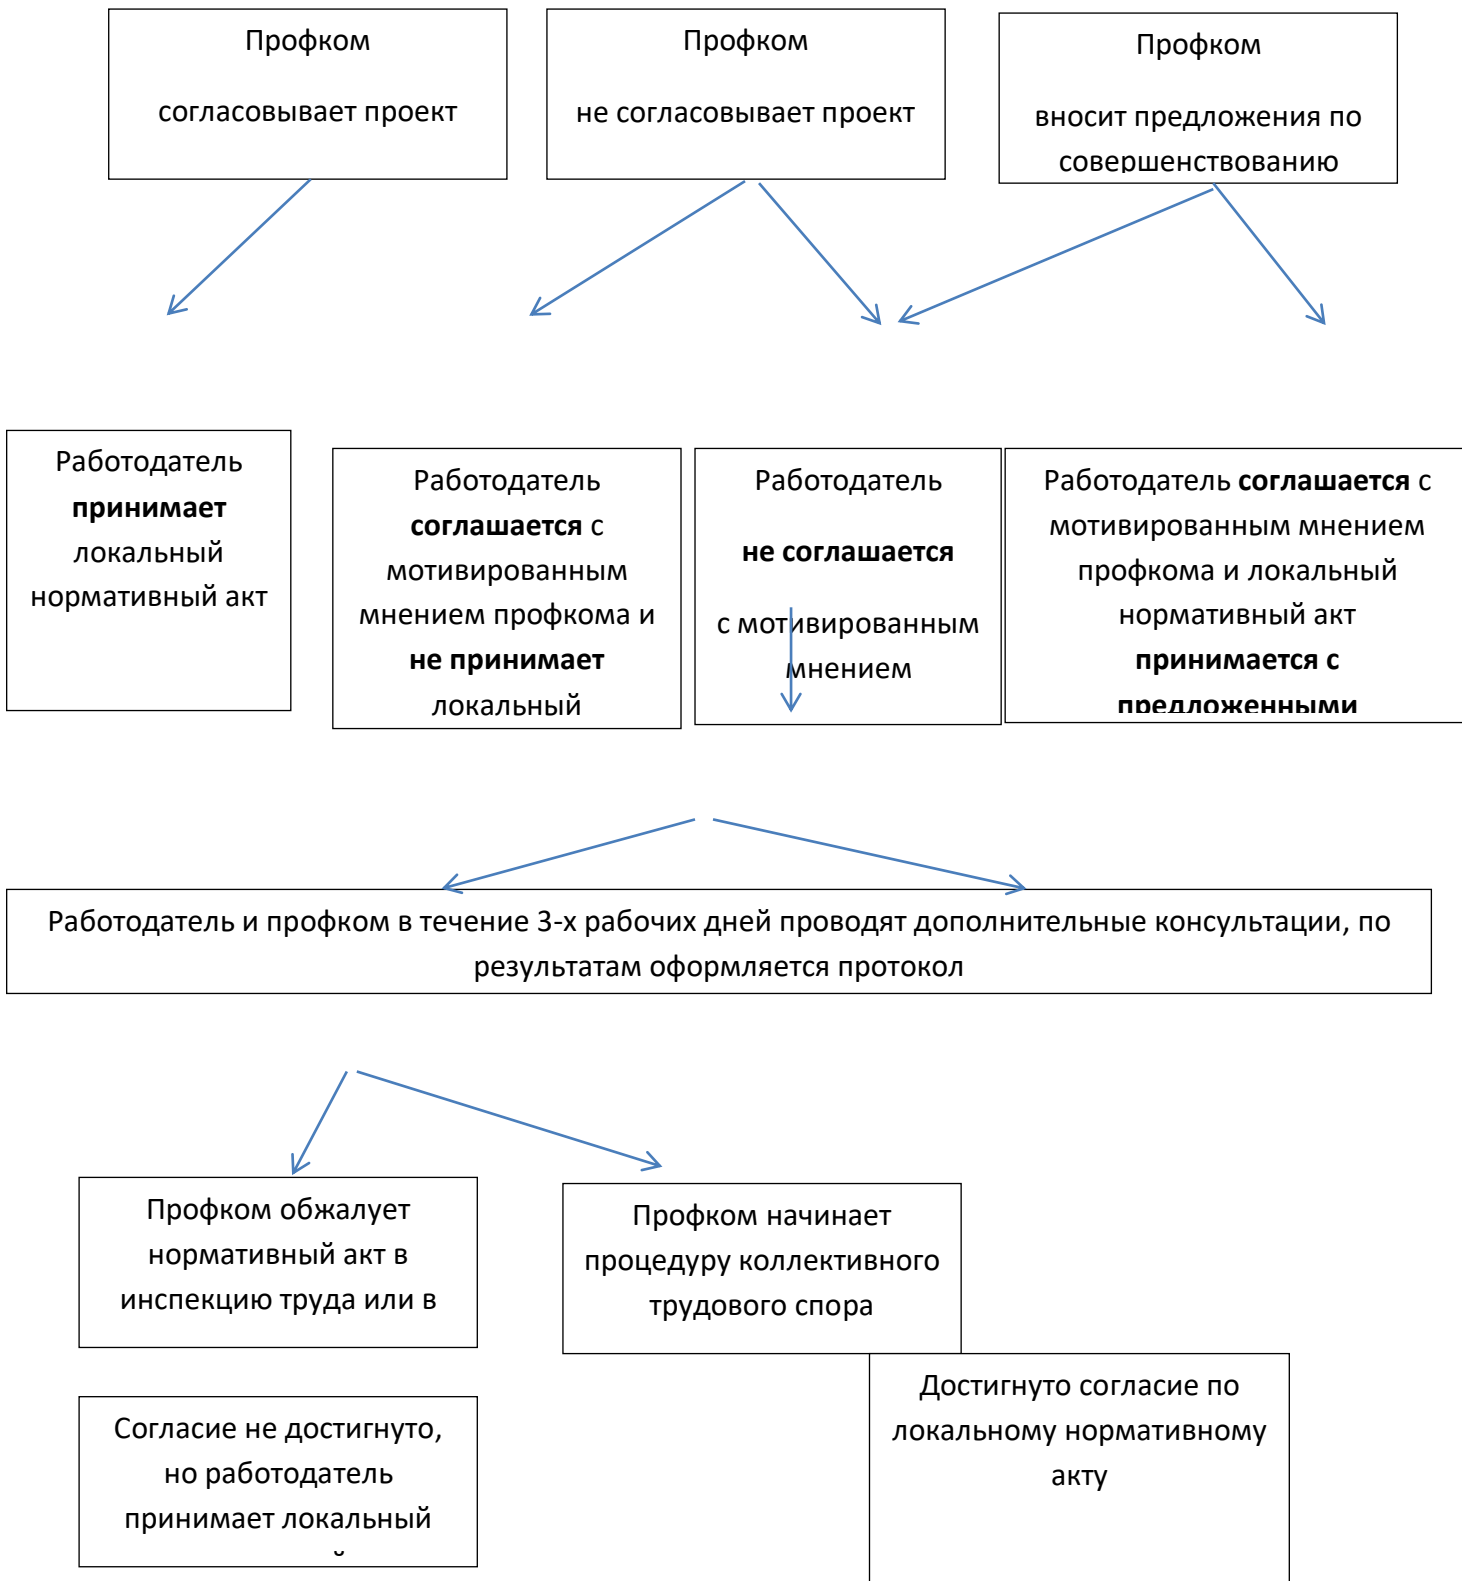 Профком
согласовывает проект
Профком
не согласовывает проект
Профком
вносит предложения по
совершенствованию
Работодатель
принимает
локальный
нормативный акт
Работодатель
соглашается с
мотивированным
мнением профкома и
не принимает
локальный
Работодатель
не соглашается
с мотивированным
мнением
Работодатель соглашается с
мотивированным мнением
профкома и локальный
нормативный акт
принимается с
предложенными
Работодатель и профком в течение 3-х рабочих дней проводят дополнительные консультации, по
результатам оформляется протокол
Профком обжалует
нормативный акт в
инспекцию труда или в
Профком начинает
процедуру коллективного
трудового спора
Согласие не достигнуто,
но работодатель
принимает локальный
Достигнуто согласие по
локальному нормативному
акту